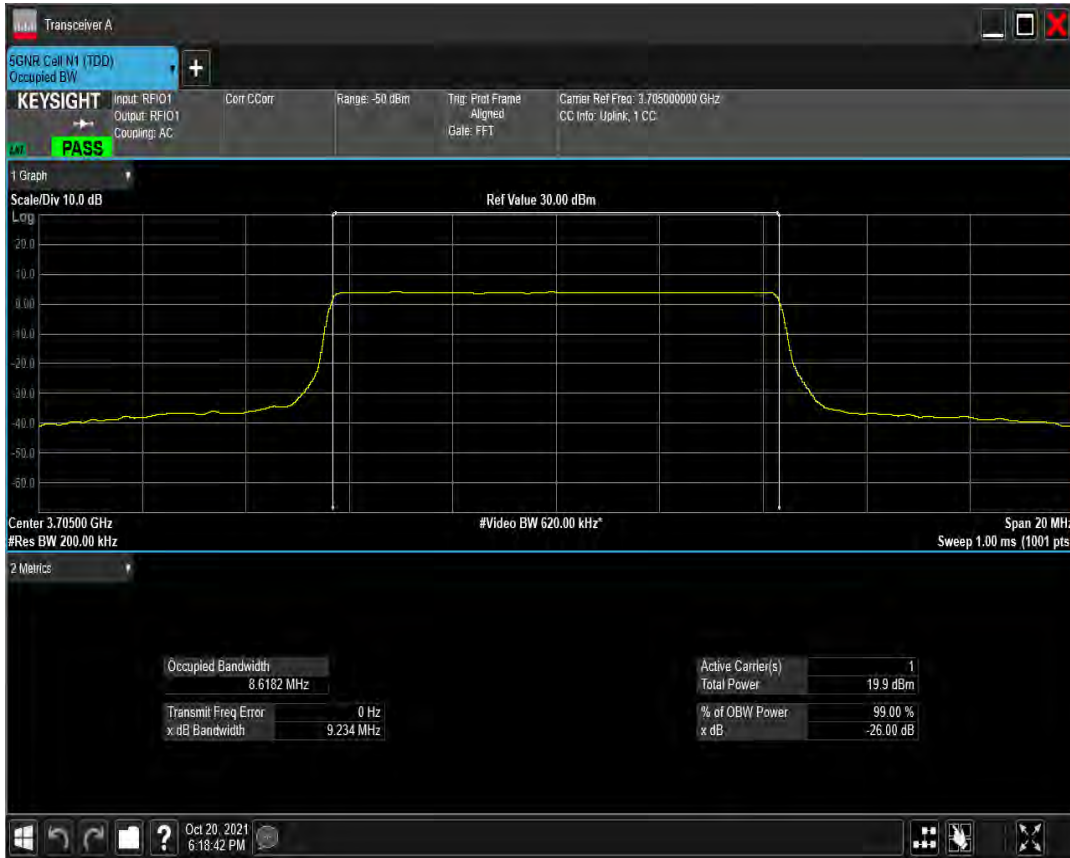 Transceiver A
5GNR Cell N1 (TDD)
Occupied BW
+
KEYSIGHT
Input: RFIO1
Output: RFIO1
Coupling: AC
Corr CCorr
Range: -50 dBm
Trig: Prot Frame
Aligned
Gate: FFT
Carrier Ref Freq: 3.705000000 GHz
CC Info: Uplink, 1 CC
PASS
1 Graph
Scale/Div 10.0 dB
Ref Value 30.00 dBm
Log
20.0
10.0
0.00
-10.0
-20.0
-30.0
-40.0
-50.0
-60.0
Center 3.70500 GHz
#Video BW 620.00 kHz*
Span 20 MHz
#Res BW 200.00 kHz
Sweep 1.00 ms (1001 pts
2 Metrics
Occupied Bandwidth
8.6182 MHz
Transmit Freq Error 0 Hz
x dB Bandwidth 9.234 MHz
Active Carrier(s) 1
Total Power 19.9 dBm
% of OBW Power 99.00 %
x dB -26.00 dB
?
Oct 20, 2021
6:18:42 PM